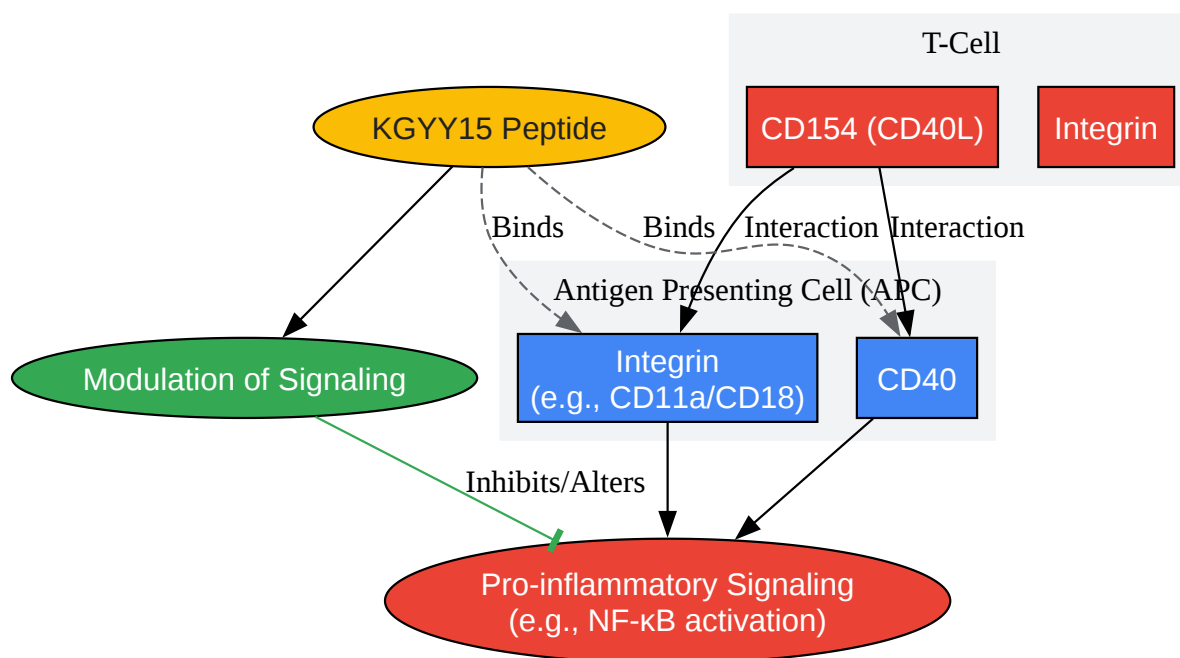 T-Cell
KGYY15 Peptide
CD154 (CD40L)
Integrin
Binds
Binds
Interaction
Interaction
Antigen Presenting Cell (APC)
Modulation of Signaling
Integrin
(e.g., CD11a/CD18)
CD40
Inhibits/Alters
Pro-inflammatory Signaling
(e.g., NF-κB activation)